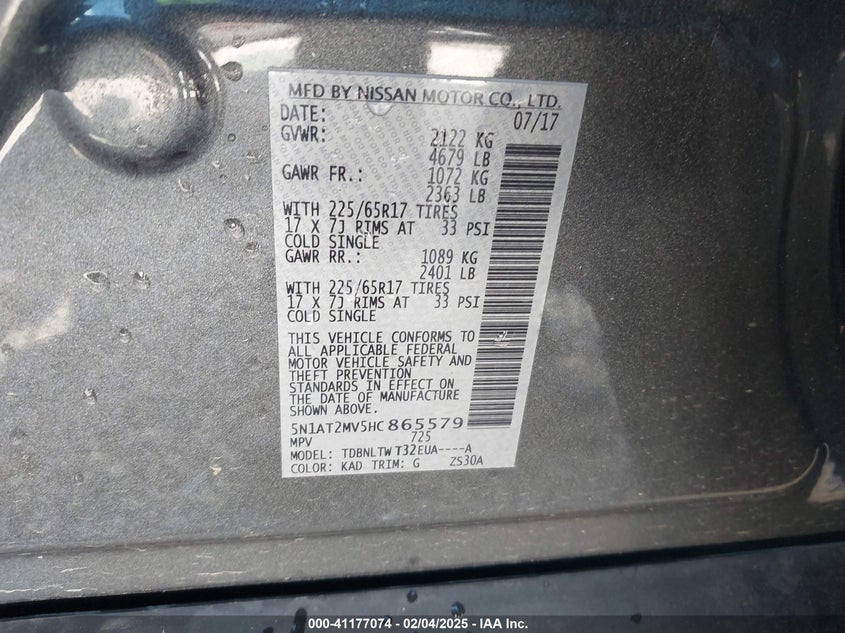 MFD BY NISSAN MOTOR CO., LTD.
DATE: 07/17
GVWR: 2122 KG
4679 LB
GAWR FR.: 1072 KG
2363 LB
WITH 225/65R17 TIRES
17 X 7J RIMS AT 33 PSI
COLD SINGLE
GAWR RR.: 1089 KG
2401 LB
WITH 225/65R17 TIRES
17 X 7J RIMS AT 33 PSI
COLD SINGLE
THIS VEHICLE CONFORMS TO
ALL APPLICABLE FEDERAL
MOTOR VEHICLE SAFETY AND
THEFT PREVENTION
STANDARDS IN EFFECT ON
THE DATE OF MANUFACTURE
SHOWN ABOVE.
5N1AT2MV5HC865579
MPV 725
MODEL: TDBNLTW T32EUA----A
COLOR: KAD TRIM: G ZS30A
000-41177074 - 02/04/2025 - IAA Inc.